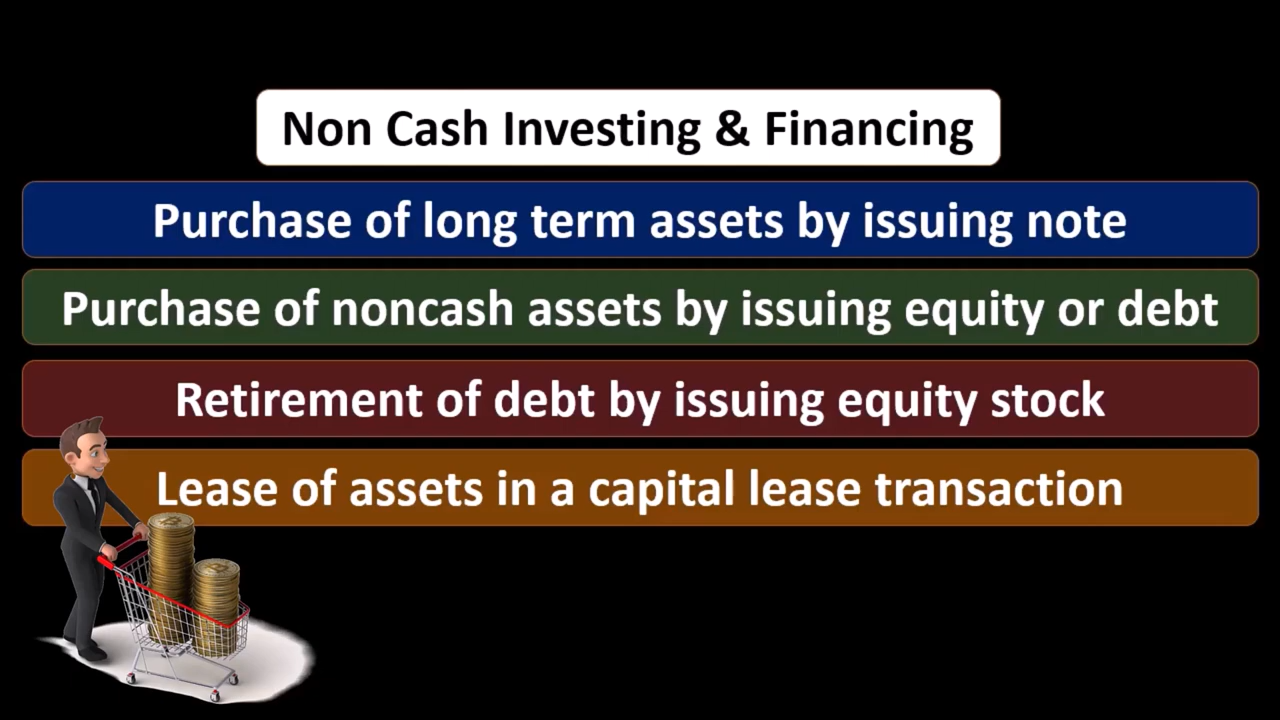 Non Cash Investing & Financing
Purchase of long term assets by issuing note
Purchase of noncash assets by issuing equity or debt
Retirement of debt by issuing equity stock
Lease of assets in a capital lease transaction